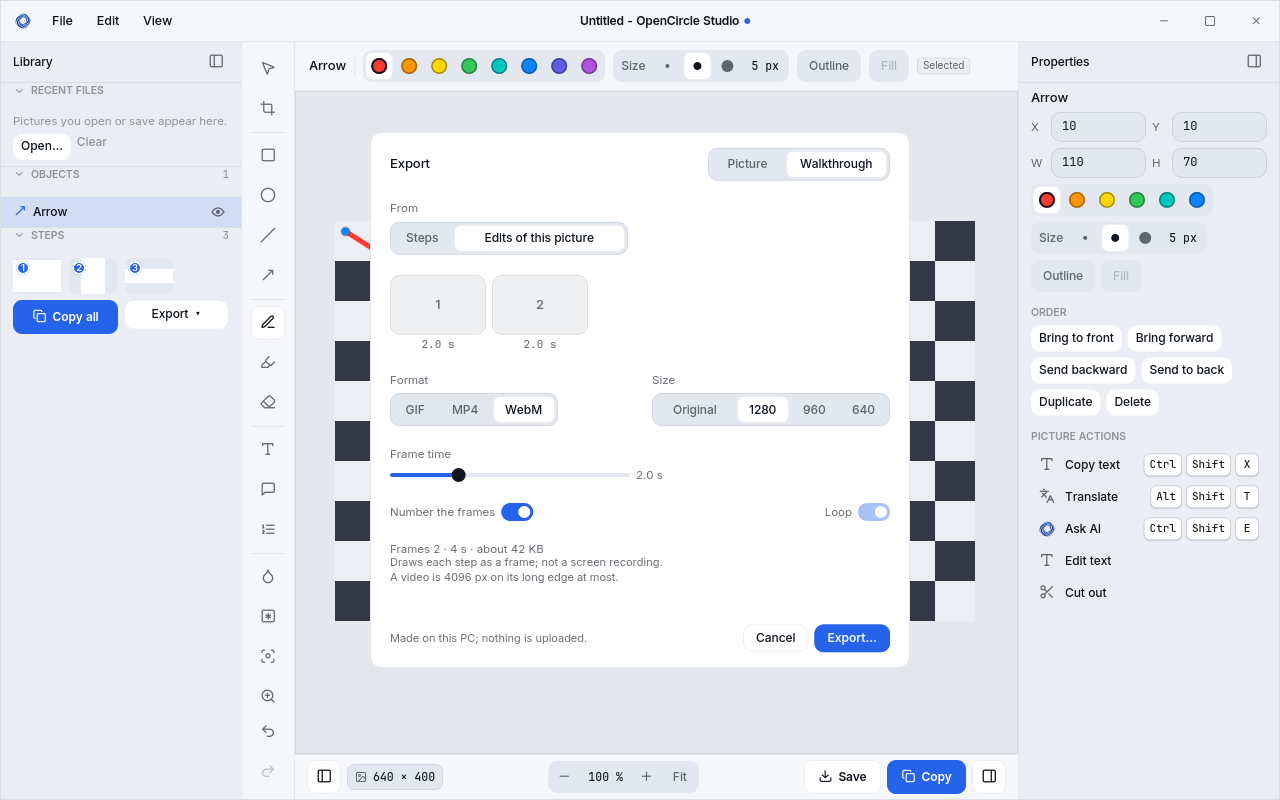 File Edit View
Untitled - OpenCircle Studio
Library
RECENT FILES
Pictures you open or save appear here.
Open... Clear
OBJECTS 1
Arrow
STEPS 3
1 2 3
Copy all Export
Arrow Size 5 px Outline Fill Selected
Export Picture Walkthrough
From
Steps Edits of this picture
1 2
2.0 s 2.0 s
Format Size
GIF MP4 WebM Original 1280 960 640
Frame time
2.0 s
Number the frames Loop
Frames 2 · 4 s · about 42 KB
Draws each step as a frame; not a screen recording.
A video is 4096 px on its long edge at most.
Made on this PC; nothing is uploaded. Cancel Export...
640 × 400 100 % Fit Save Copy
Properties
Arrow
X 10 Y 10
W 110 H 70
Size 5 px
Outline Fill
ORDER
Bring to front Bring forward
Send backward Send to back
Duplicate Delete
PICTURE ACTIONS
Copy text Ctrl Shift X
Translate Alt Shift T
Ask AI Ctrl Shift E
Edit text
Cut out